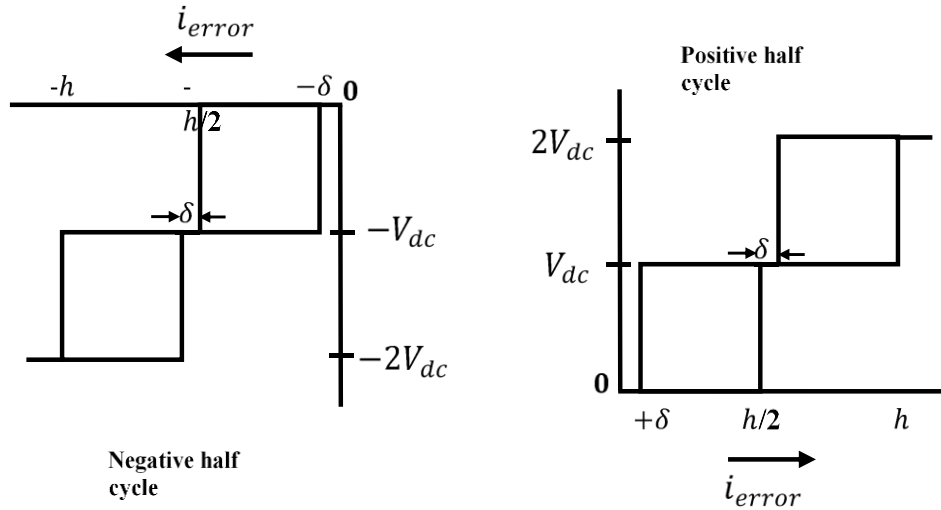 i_error
-h
-
h/2
−δ
0
δ
−V_dc
−2V_dc
Negative half
cycle
Positive half
cycle
2V_dc
V_dc
δ
0
+δ
h/2
h
i_error